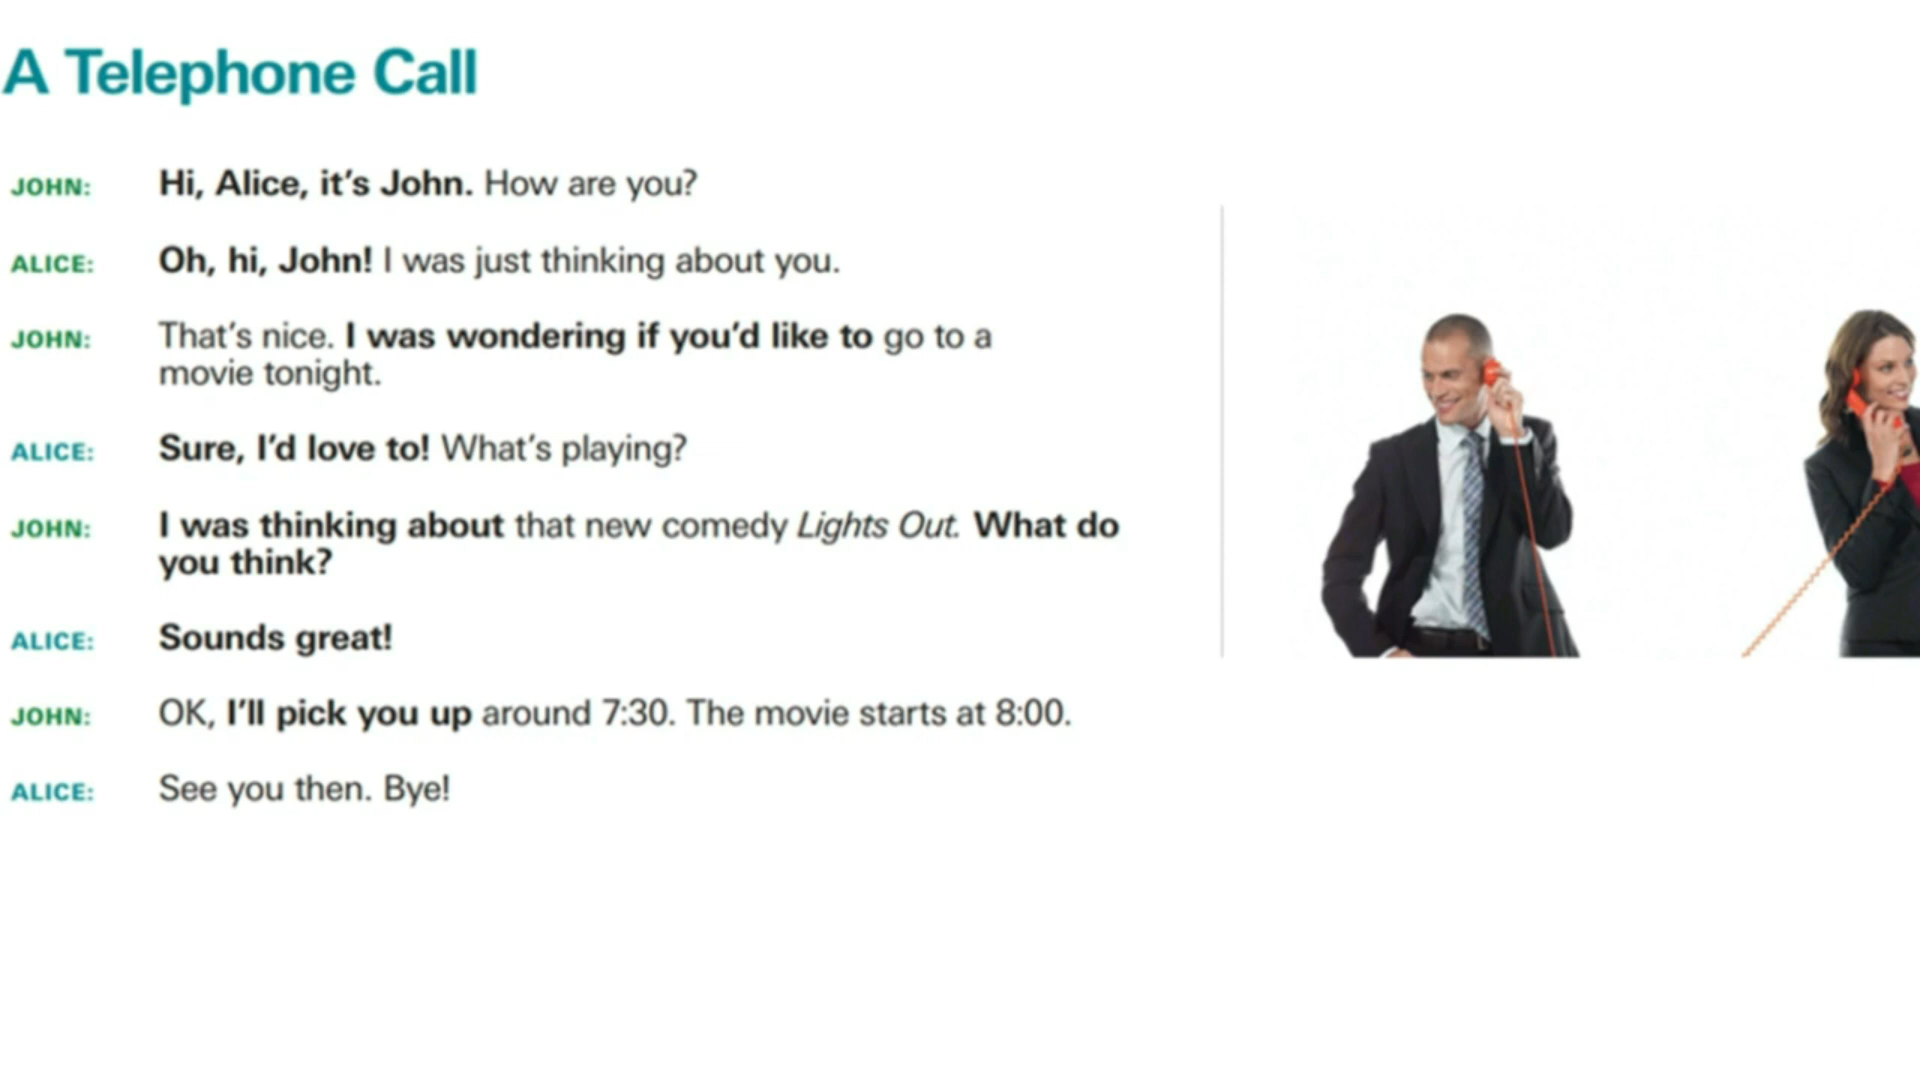 A Telephone Call
JOHN: Hi, Alice, it's John. How are you?
ALICE: Oh, hi, John! I was just thinking about you.
JOHN: That's nice. I was wondering if you'd like to go to a
movie tonight.
ALICE: Sure, I'd love to! What's playing?
JOHN: I was thinking about that new comedy Lights Out. What do
you think?
ALICE: Sounds great!
JOHN: OK, I'll pick you up around 7:30. The movie starts at 8:00.
ALICE: See you then. Bye!